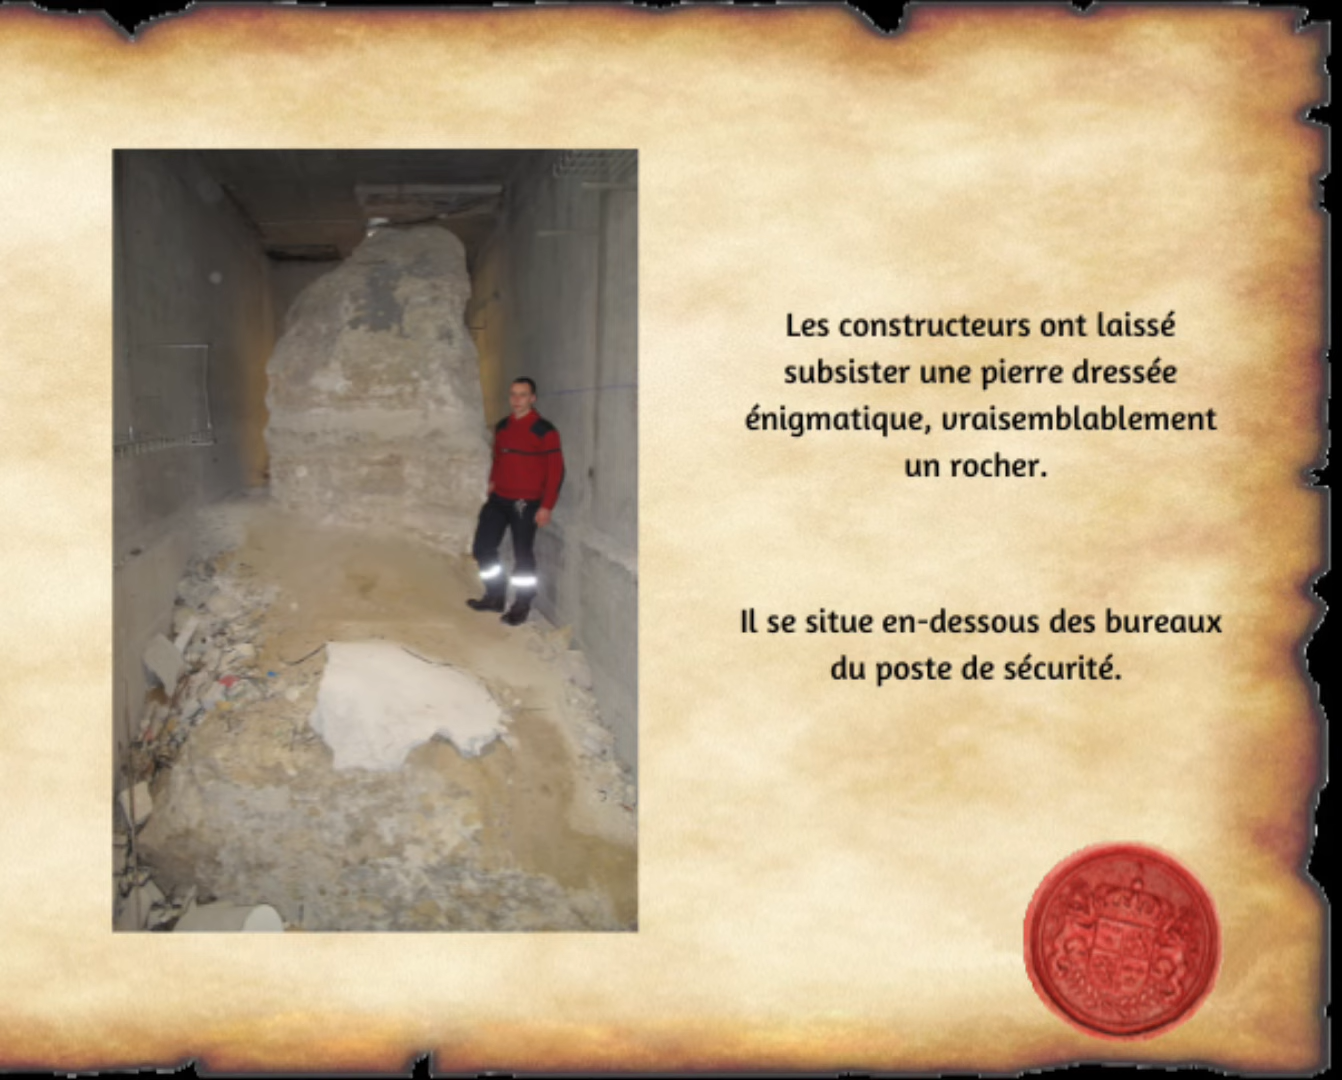 Les constructeurs ont laissé
subsister une pierre dressée
énigmatique, vraisemblablement
un rocher.
Il se situe en-dessous des bureaux
du poste de sécurité.